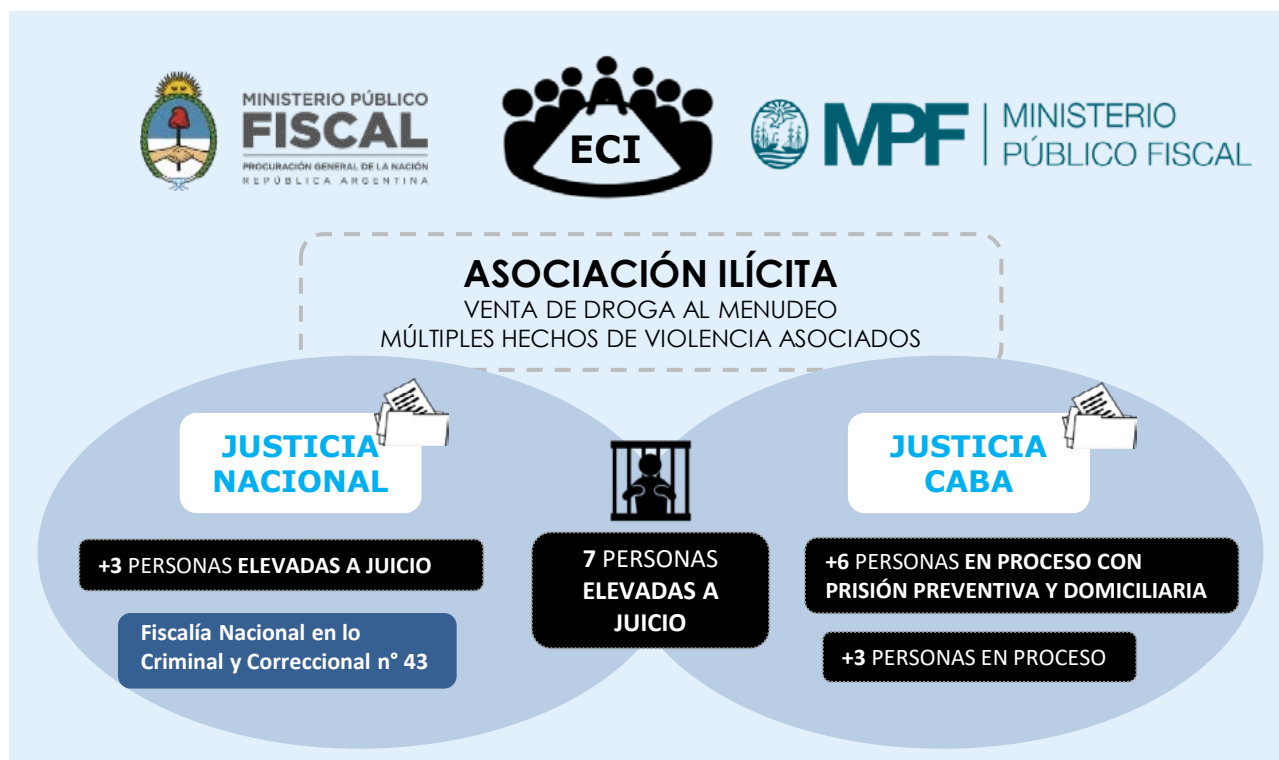 MINISTERIO PÚBLICO
FISCAL
PROCURACIÓN GENERAL DE LA NACIÓN
REPÚBLICA ARGENTINA
ECI
MPF
MINISTERIO
PÚBLICO FISCAL
ASOCIACIÓN ILÍCITA
VENTA DE DROGA AL MENUDEO
MÚLTIPLES HECHOS DE VIOLENCIA ASOCIADOS
JUSTICIA
NACIONAL
+3 PERSONAS ELEVADAS A JUICIO
Fiscalía Nacional en lo
Criminal y Correccional n° 43
7 PERSONAS
ELEVADAS A
JUICIO
JUSTICIA
CABA
+6 PERSONAS EN PROCESO CON
PRISIÓN PREVENTIVA Y DOMICILIARIA
+3 PERSONAS EN PROCESO